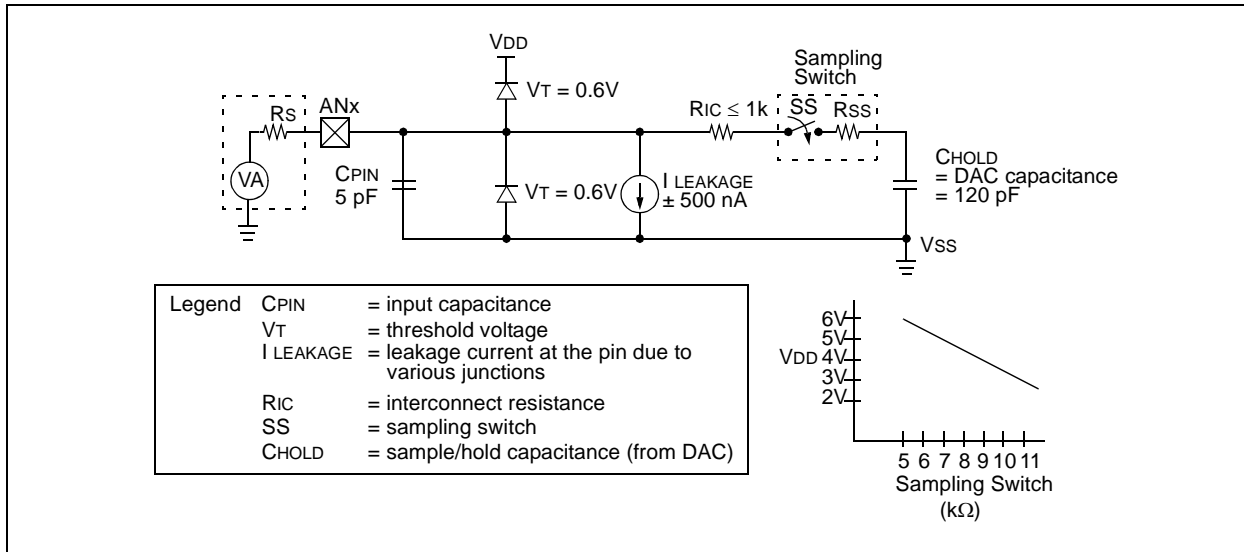 VDD
Sampling
Switch
VT = 0.6V
RS
ANx
RIC ≤ 1k
SS
RSS
VA
CPIN
5 pF
VT = 0.6V
I LEAKAGE
± 500 nA
CHOLD
= DAC capacitance
= 120 pF
VSS
Legend CPIN = input capacitance
VT = threshold voltage
I LEAKAGE = leakage current at the pin due to
various junctions
RIC = interconnect resistance
SS = sampling switch
CHOLD = sample/hold capacitance (from DAC)
6V
5V
VDD 4V
3V
2V
5 6 7 8 9 10 11
Sampling Switch
(kΩ)